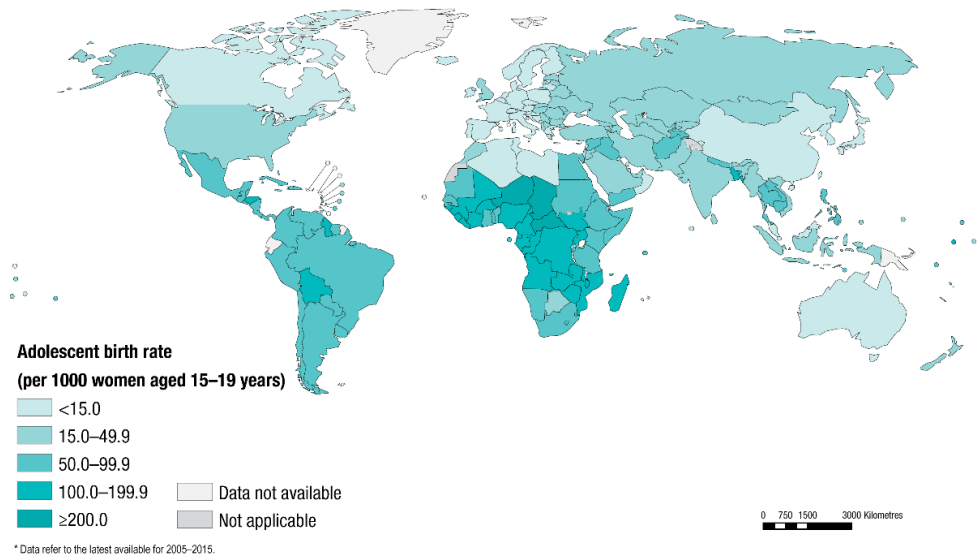 Adolescent birth rate
(per 1000 women aged 15–19 years)
<15.0
15.0–49.9
50.0–99.9
100.0–199.9
≥200.0
Data not available
Not applicable
0 750 1500 3000 Kilometres
* Data refer to the latest available for 2005–2015.